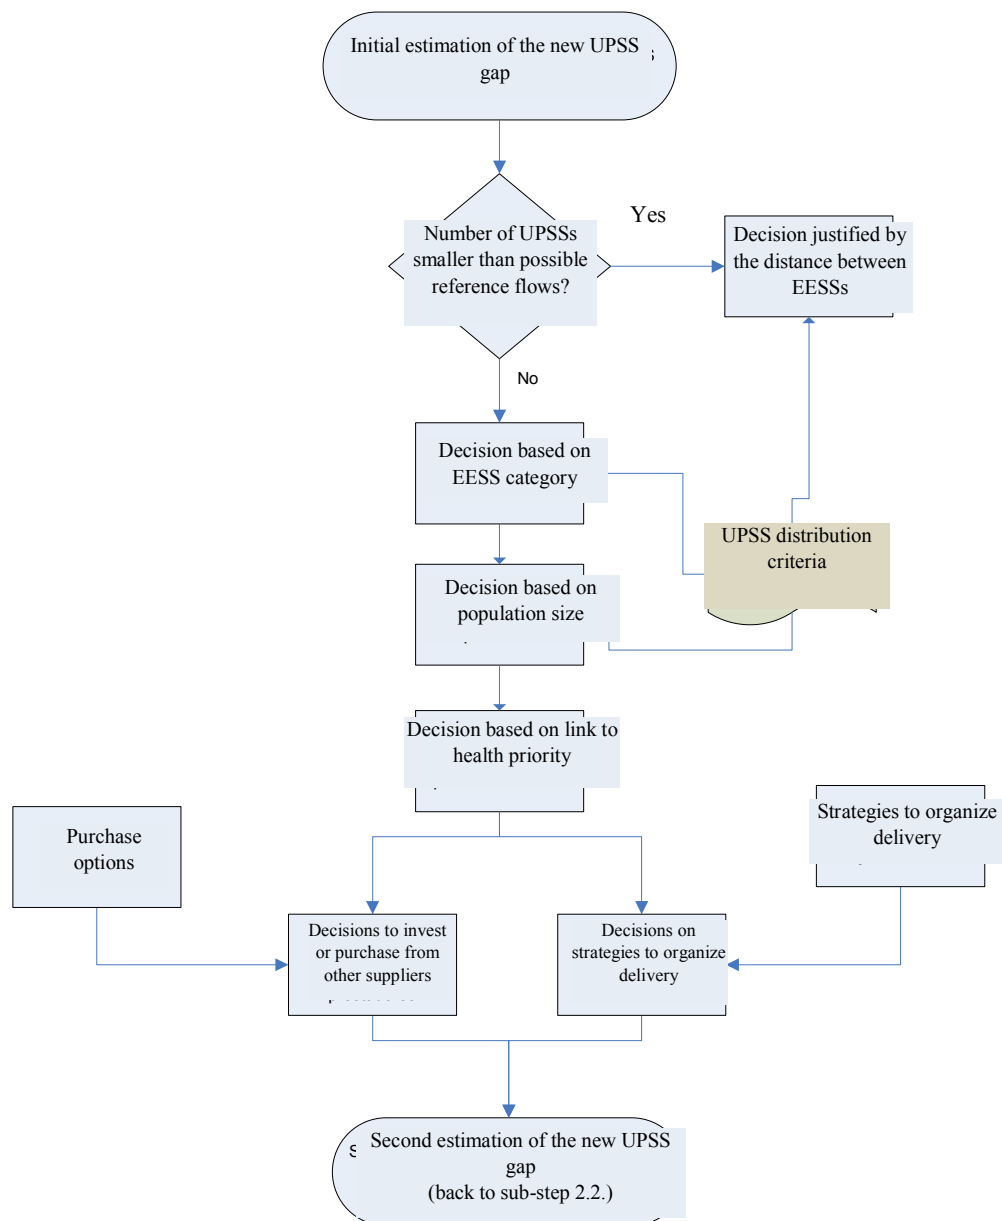 Initial estimation of the new UPSS
gap
Yes
Number of UPSSs
smaller than possible
reference flows?
Decision justified by
the distance between
EESSs
No
Decision based on
EESS category
UPSS distribution
criteria
Decision based on
population size
Decision based on link to
health priority
Purchase
options
Strategies to organize
delivery
Decisions to invest
or purchase from
other suppliers
Decisions on
strategies to organize
delivery
Second estimation of the new UPSS
gap
(back to sub-step 2.2.)